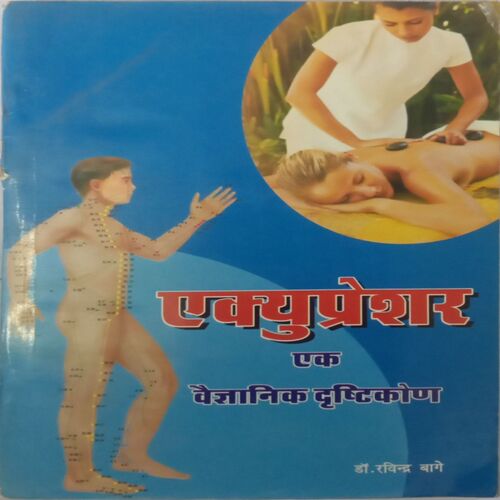 एक्युप्रेशर
एक
वैज्ञानिक दृष्टिकोण
डॉ.रविन्द्र बागे